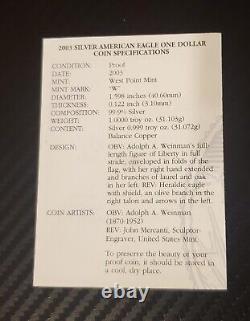 2003 SILVER AMERICAN EAGLE ONE DOLLAR
COIN SPECIFICATIONS
CONDITION: Proof
DATE: 2003
MINT: West Point Mint
MINT MARK: "W"
DIAMETER: 1.598 inches (40.60mm)
THICKNESS: 0.122 inch (3.10mm)
COMPOSITION: 99.9% Silver
WEIGHT: 1.0000 troy oz. (31.103g)
CONTENT: Silver 0.999 troy oz. (31.072g)
Balance Copper
DESIGN: OBV: Adolph A. Weinman's full-
length figure of Liberty in full
stride, enveloped in folds of the
flag, with her right hand extended
and branches of laurel and oak in
her left. REV: Heraldic eagle with
shield, an olive branch in the right
talon and arrows in the left.
COIN ARTISTS: OBV: Adolph A. Weinman
(1870-1952)
REV: John Mercanti, Sculptor-
Engraver, United States Mint.
To preserve the beauty of your
proof coin, it should be stored in
a cool, dry place.